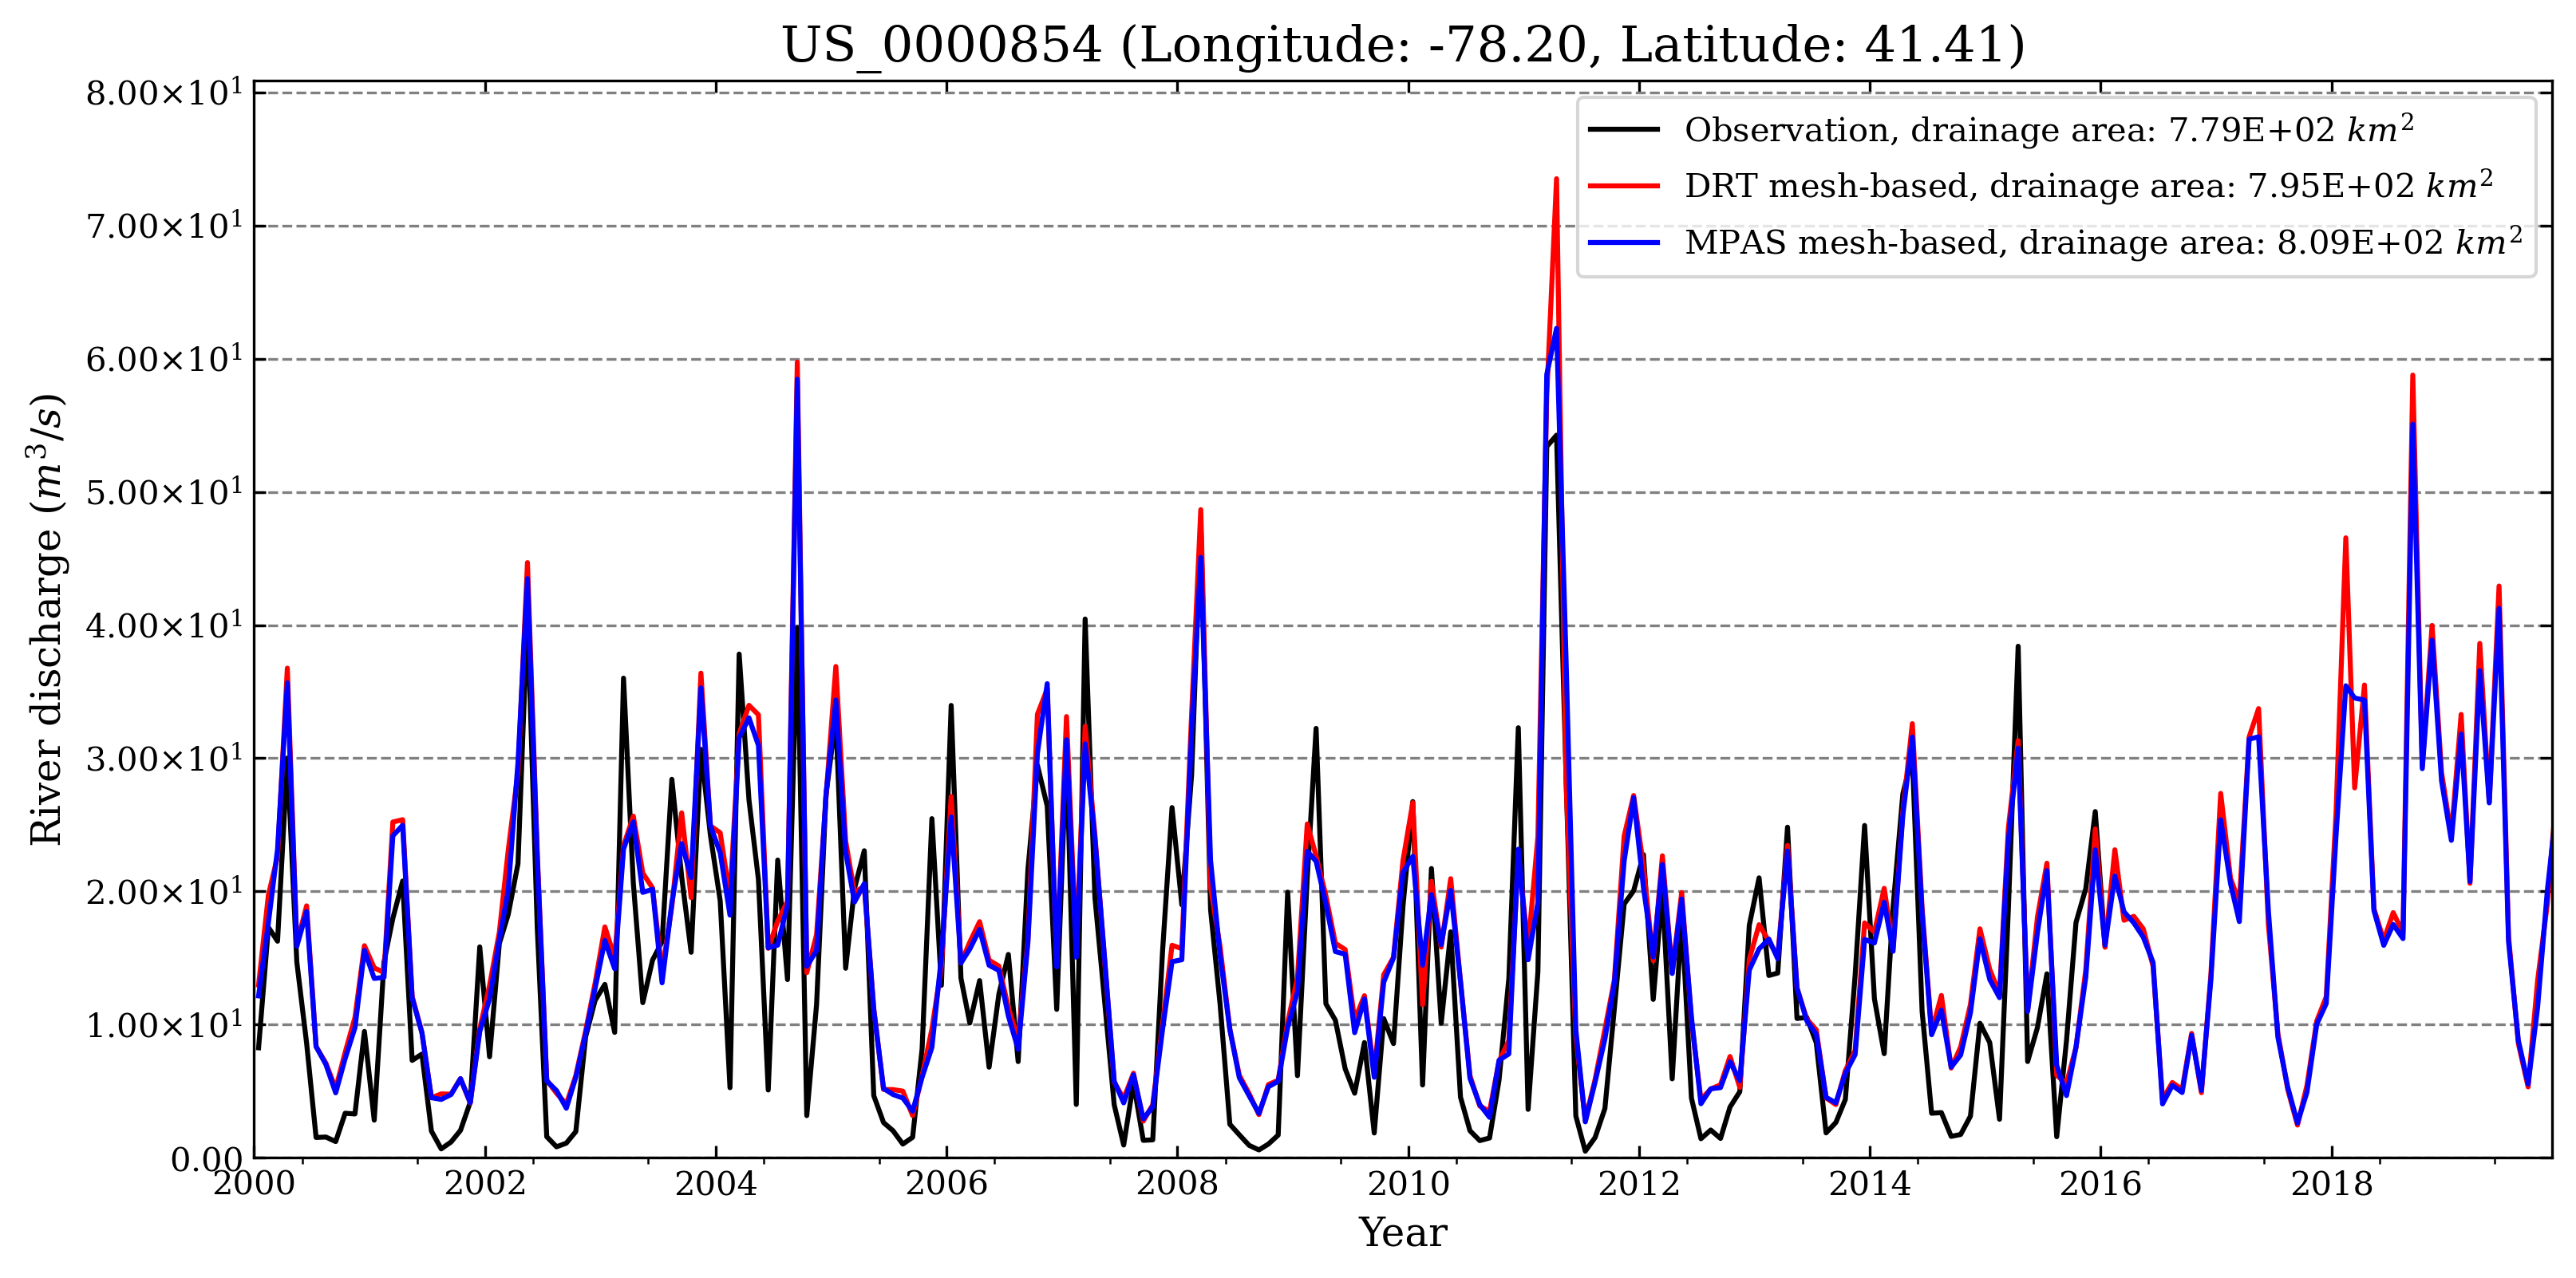 US_0000854 (Longitude: -78.20, Latitude: 41.41)
Observation, drainage area: 7.79E+02 km²
DRT mesh-based, drainage area: 7.95E+02 km²
MPAS mesh-based, drainage area: 8.09E+02 km²
River discharge (m³/s)
8.00×10¹
7.00×10¹
6.00×10¹
5.00×10¹
4.00×10¹
3.00×10¹
2.00×10¹
1.00×10¹
0.00
2000 2002 2004 2006 2008 2010 2012 2014 2016 2018
Year